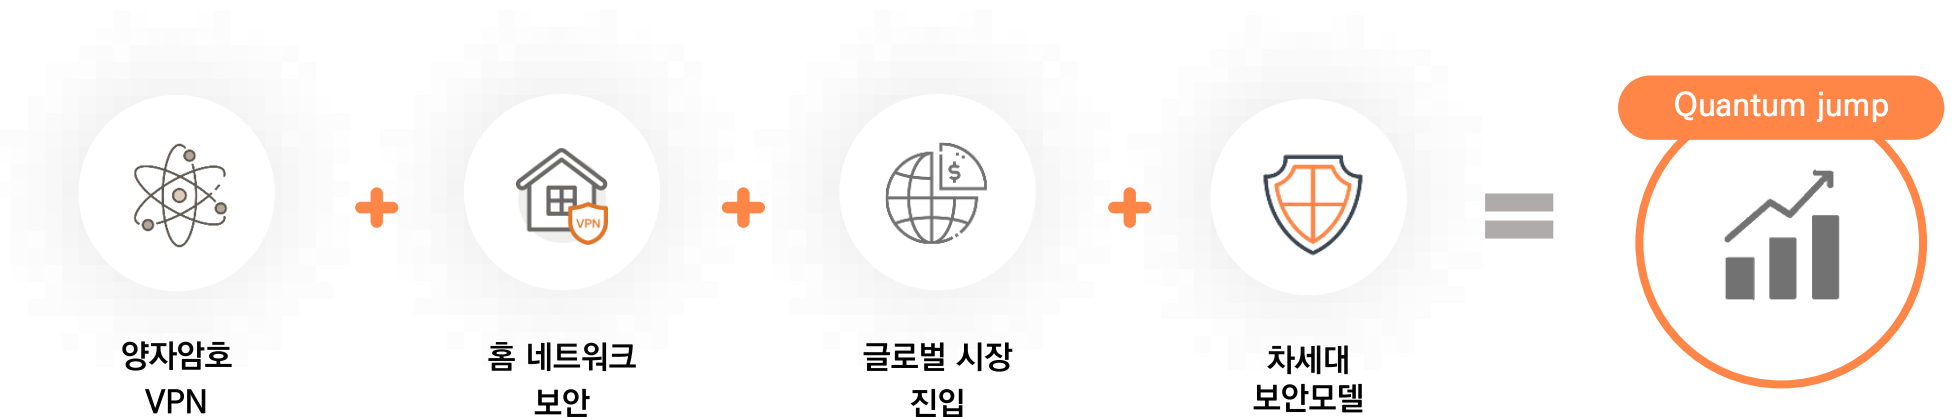 Quantum jump
VPN
$
양자암호
VPN
홈 네트워크
보안
글로벌 시장
진입
차세대
보안모델